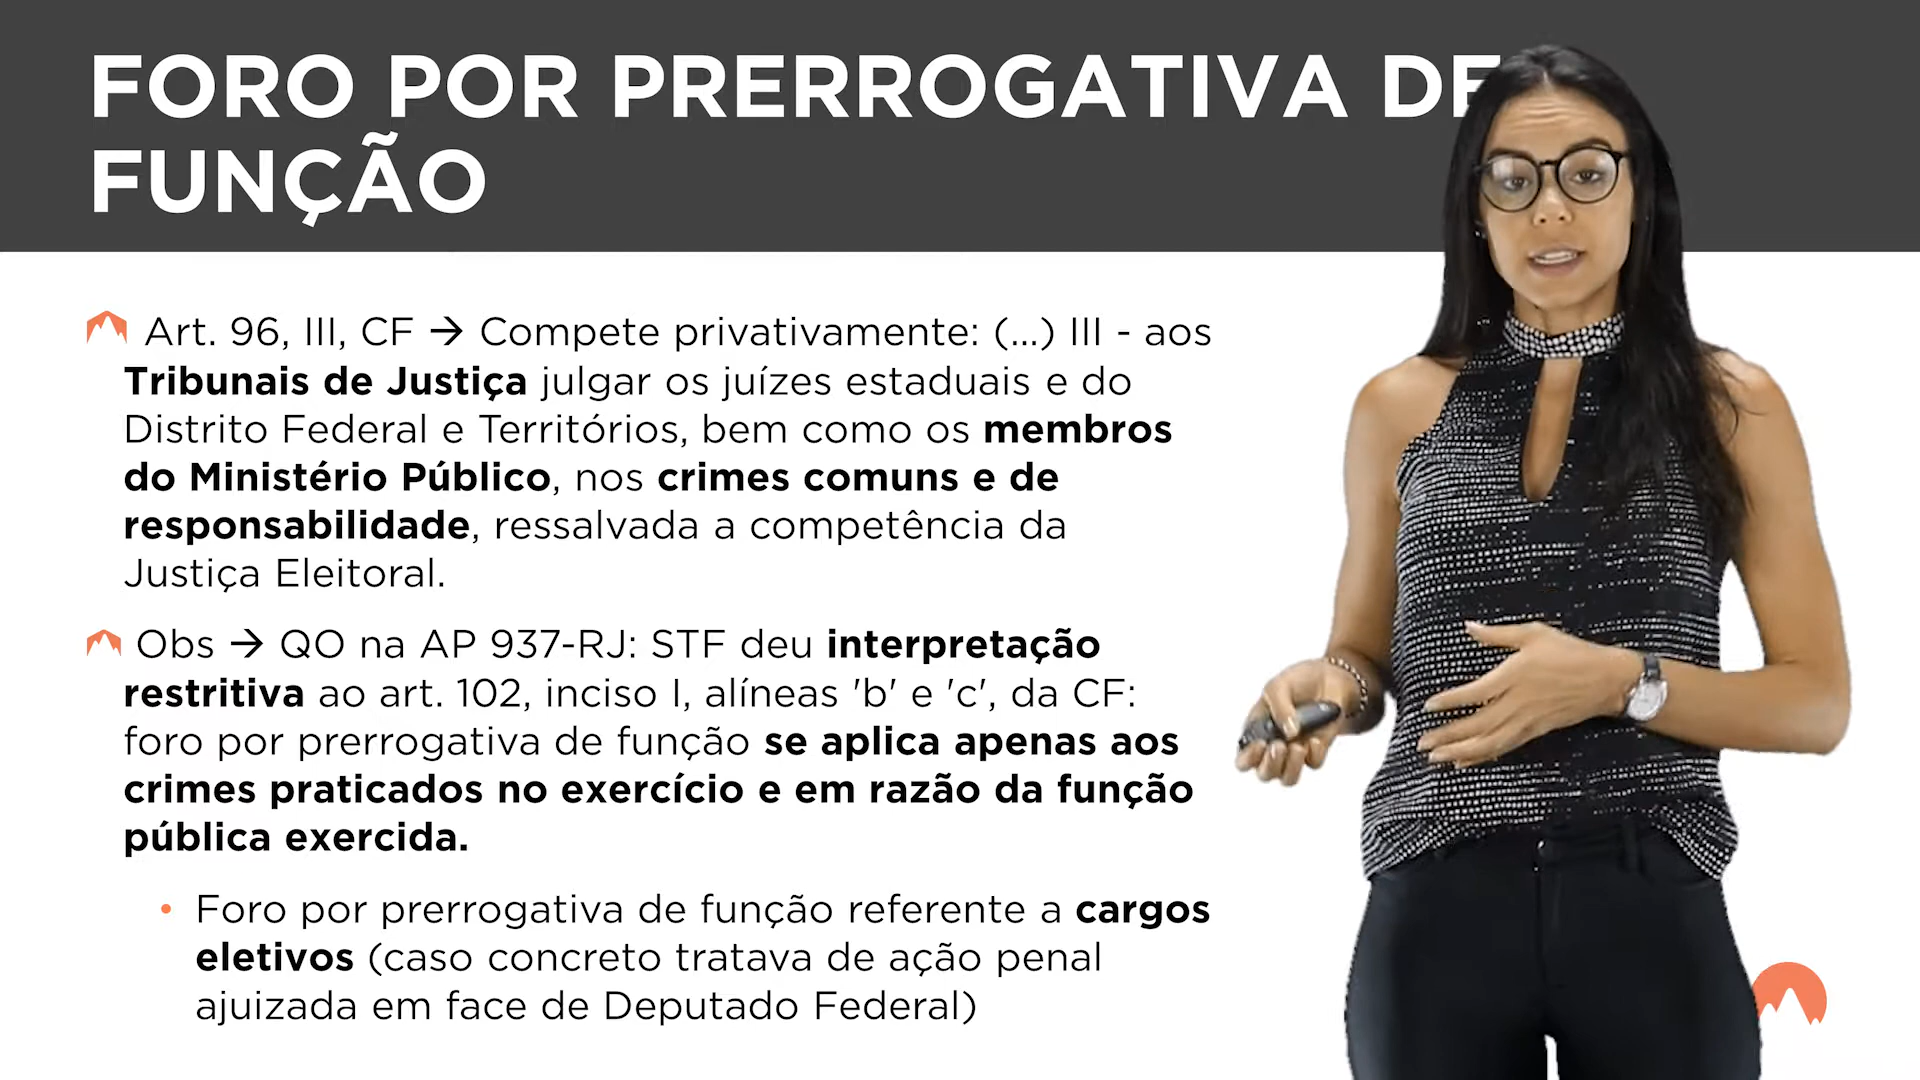 FORO POR PRERROGATIVA DE
FUNÇÃO
Art. 96, III, CF → Compete privativamente: (...) III - aos
Tribunais de Justiça julgar os juízes estaduais e do
Distrito Federal e Territórios, bem como os membros
do Ministério Público, nos crimes comuns e de
responsabilidade, ressalvada a competência da
Justiça Eleitoral.
Obs → QO na AP 937-RJ: STF deu interpretação
restritiva ao art. 102, inciso I, alíneas 'b' e 'c', da CF:
foro por prerrogativa de função se aplica apenas aos
crimes praticados no exercício e em razão da função
pública exercida.
• Foro por prerrogativa de função referente a cargos
eletivos (caso concreto tratava de ação penal
ajuizada em face de Deputado Federal)